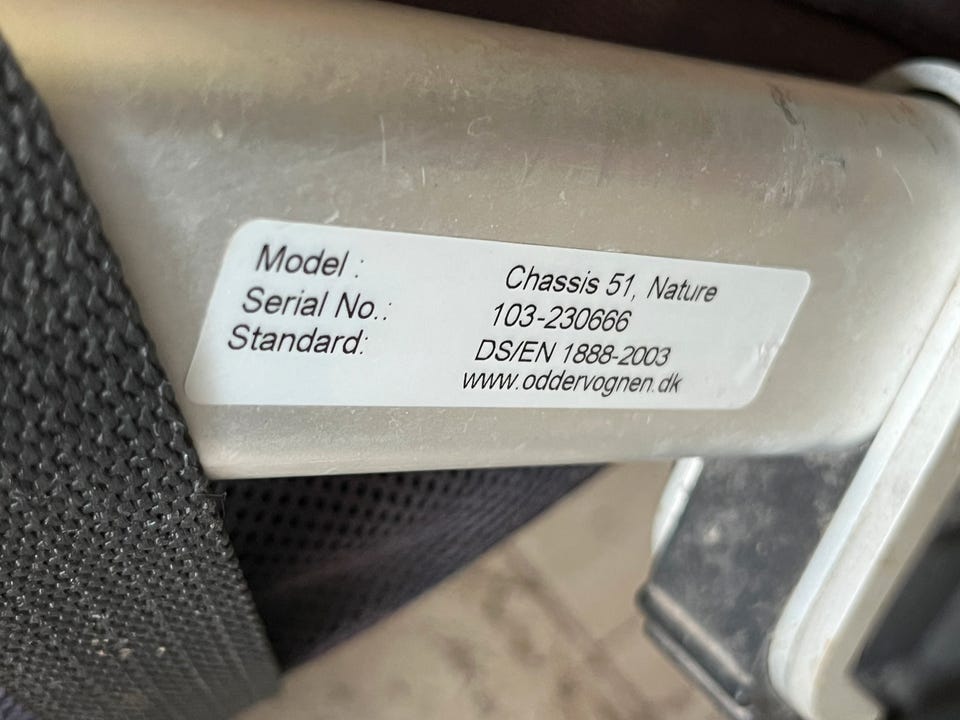 Model : Chassis 51, Nature
Serial No.: 103-230666
Standard: DS/EN 1888-2003
www.oddervognen.dk